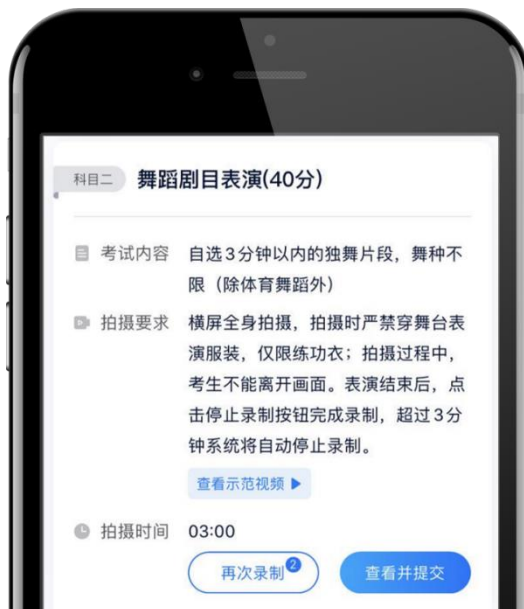 科目二 舞蹈剧目表演(40分)
考试内容 自选3分钟以内的独舞片段，舞种不
限（除体育舞蹈外）
拍摄要求 横屏全身拍摄，拍摄时严禁穿舞台表
演服装，仅限练功衣；拍摄过程中，
考生不能离开画面。表演结束后，点
击停止录制按钮完成录制，超过3分
钟系统将自动停止录制。
查看示范视频
拍摄时间 03:00
再次录制 2 查看并提交